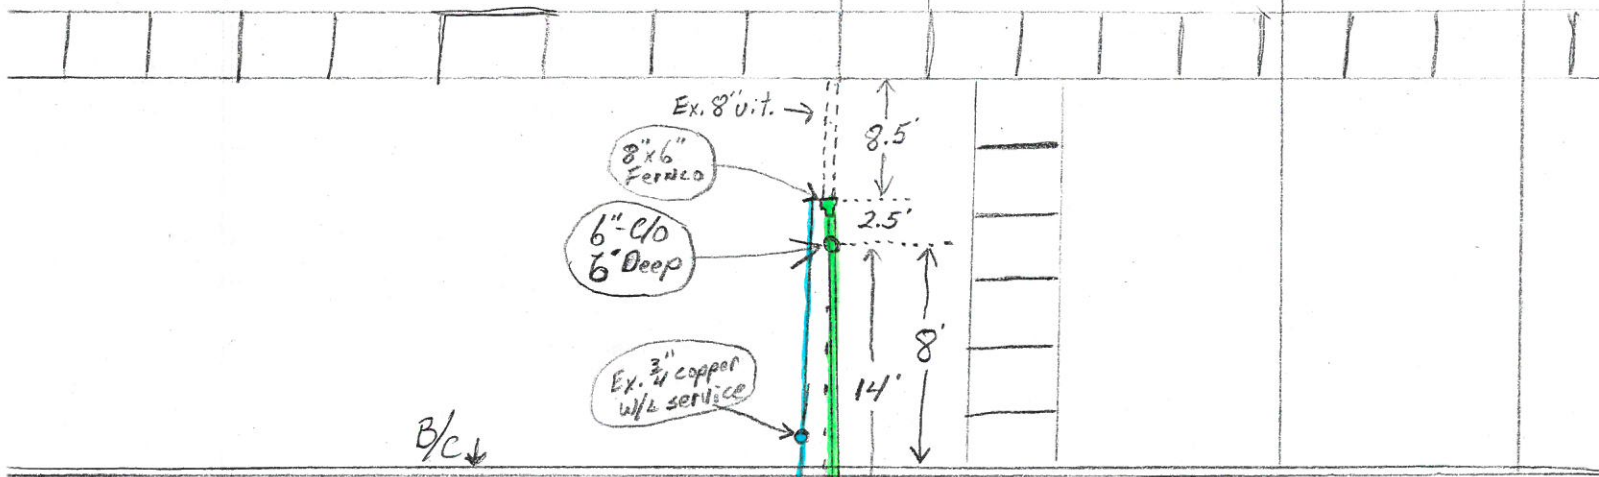 Ex. 8" vit.
8.5'
8"x6"
Fernco
2.5'
6"-C/o
6' Deep
8'
14'
Ex. 3/4" copper
W/L service
B/C